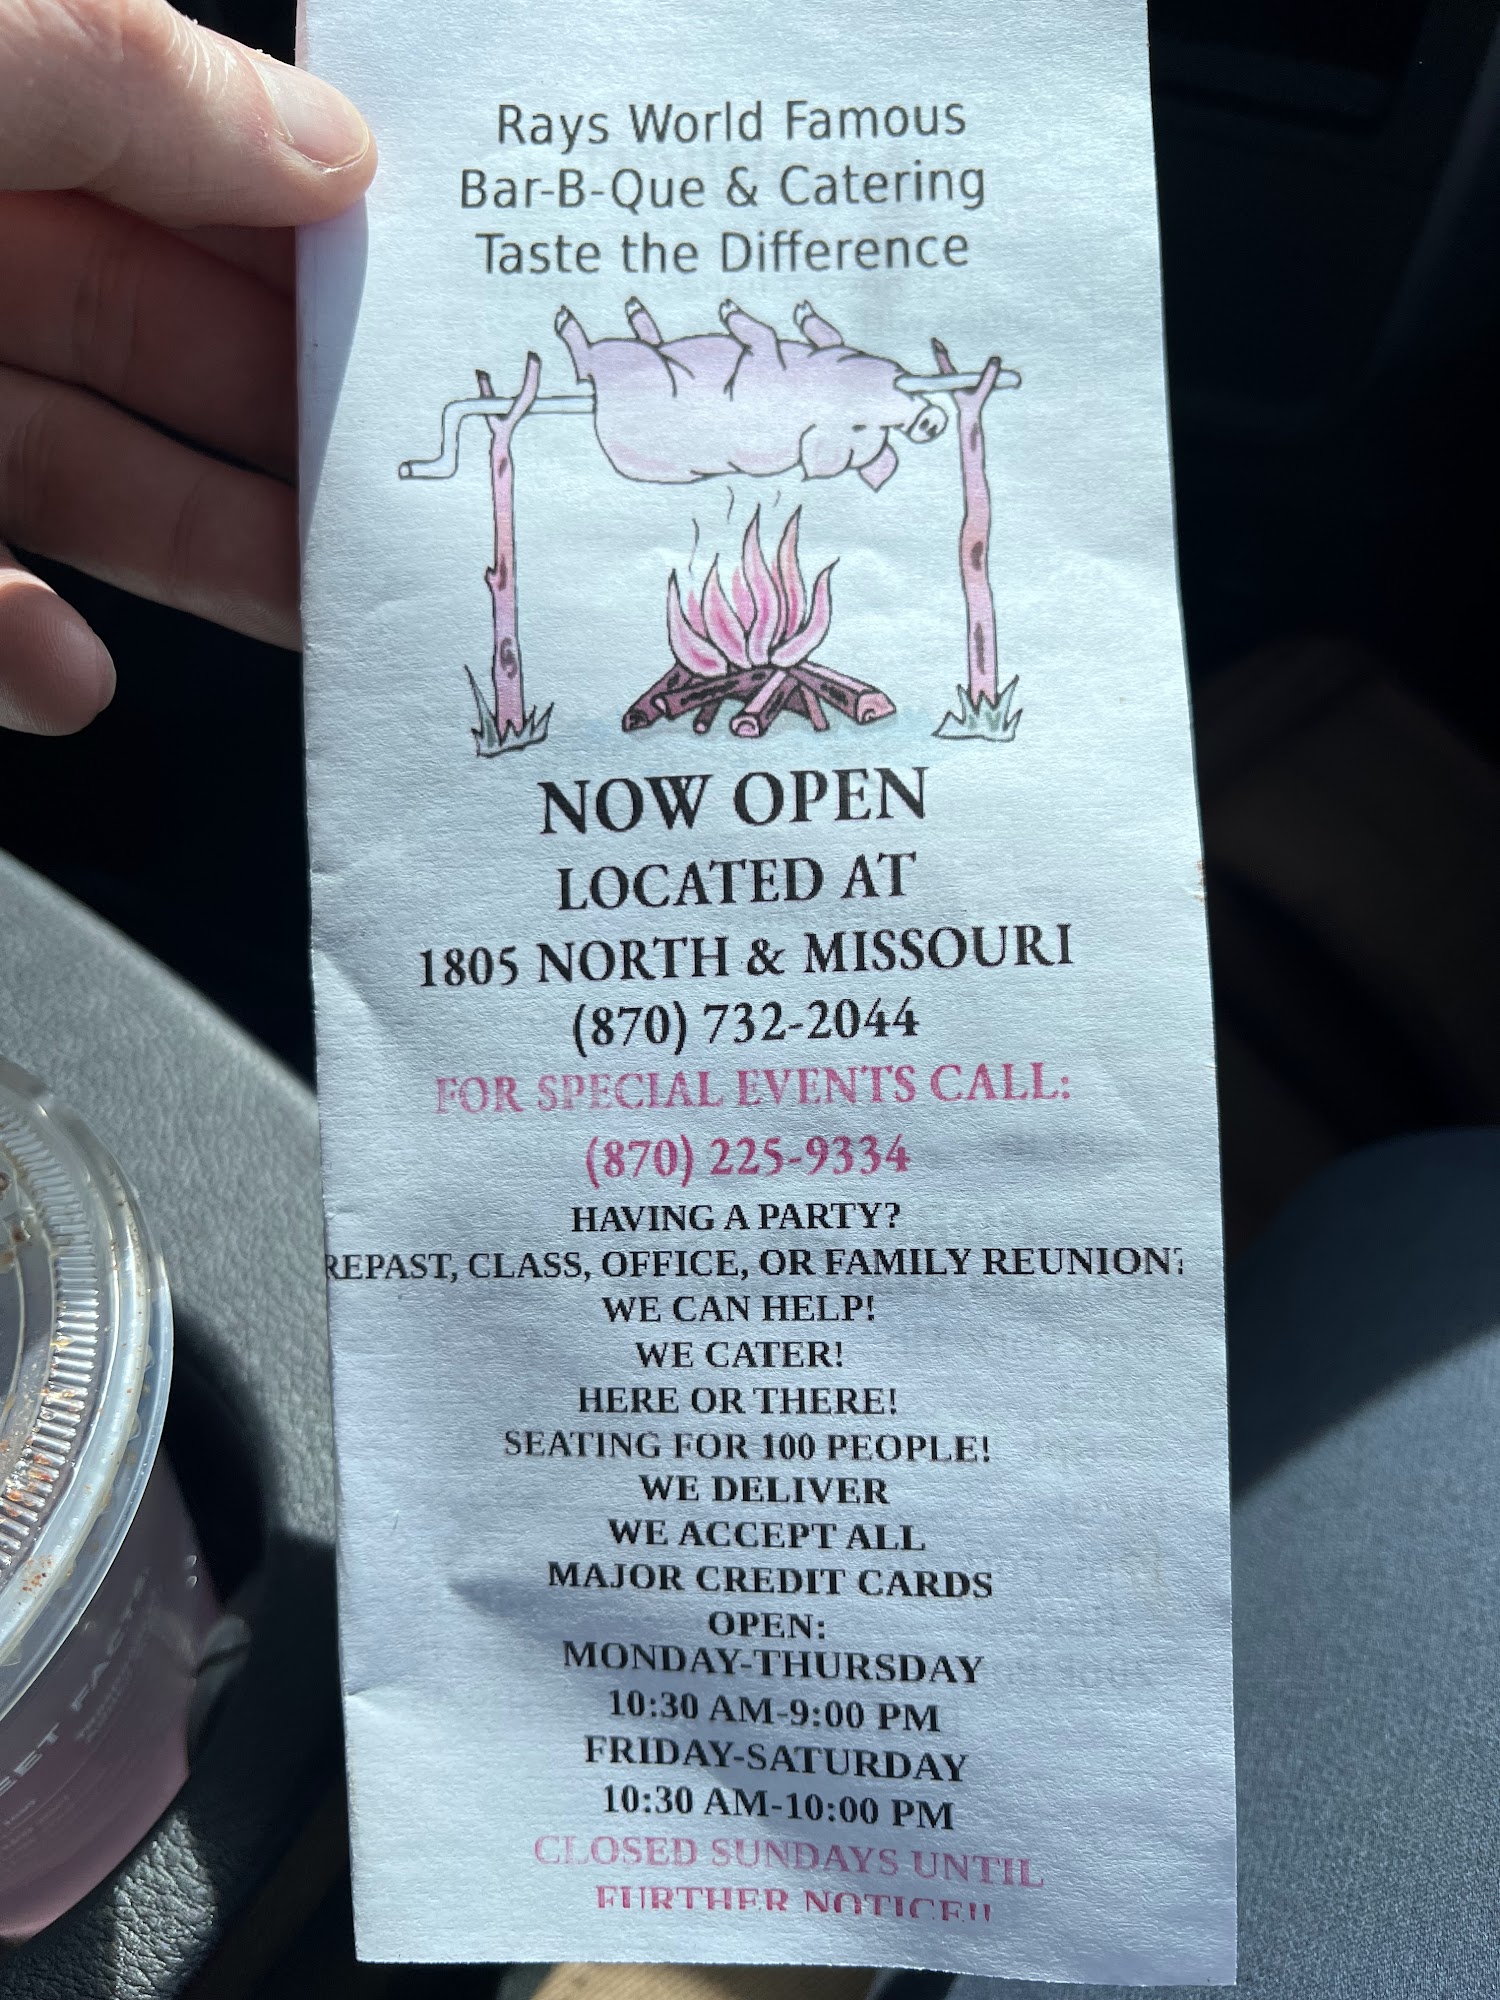 Rays World Famous
Bar-B-Que & Catering
Taste the Difference
NOW OPEN
LOCATED AT
1805 NORTH & MISSOURI
(870) 732-2044
FOR SPECIAL EVENTS CALL:
(870) 225-9334
HAVING A PARTY?
REPAST, CLASS, OFFICE, OR FAMILY REUNION?
WE CAN HELP!
WE CATER!
HERE OR THERE!
SEATING FOR 100 PEOPLE!
WE DELIVER
WE ACCEPT ALL
MAJOR CREDIT CARDS
OPEN:
MONDAY-THURSDAY
10:30 AM-9:00 PM
FRIDAY-SATURDAY
10:30 AM-10:00 PM
CLOSED SUNDAYS UNTIL
FURTHER NOTICE!!